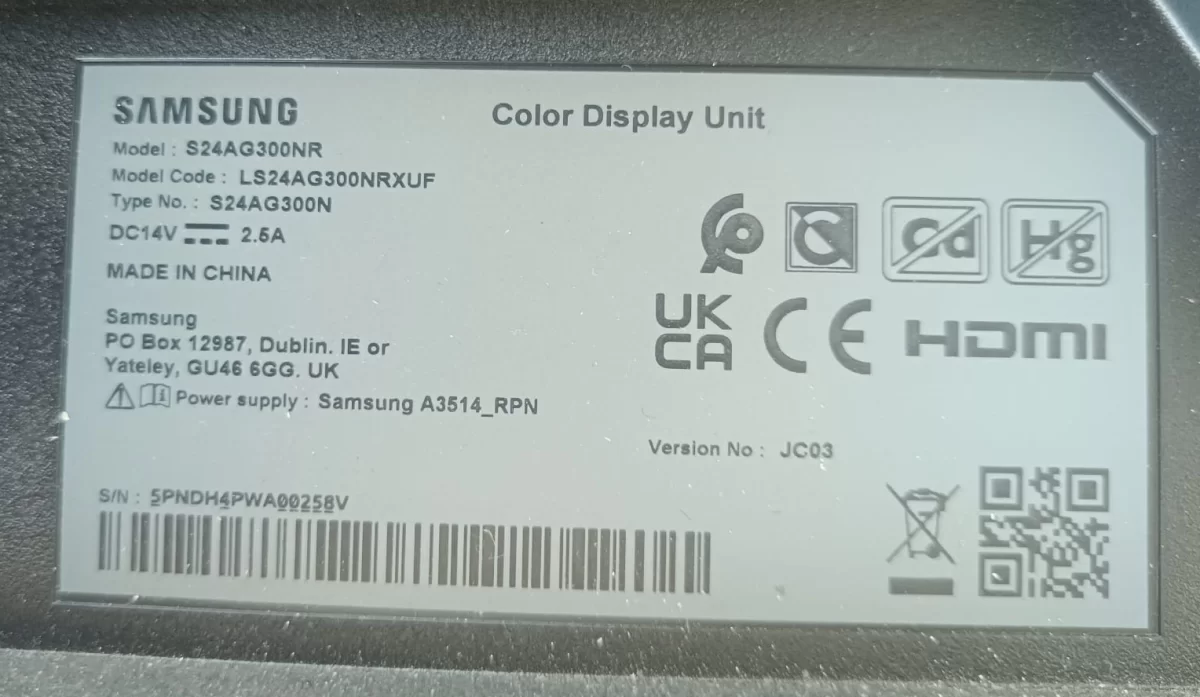 SAMSUNG
Color Display Unit
Model : S24AG300NR
Model Code : LS24AG300NRXUF
Type No. : S24AG300N
DC14V 2.5A
MADE IN CHINA
Samsung
PO Box 12987, Dublin. IE or
Yateley, GU46 6GG. UK
Power supply : Samsung A3514_RPN
C
Cd
Hg
UK
CA
CE
HDMI
Version No : JC03
S/N : 5PNDH4PWA00258V